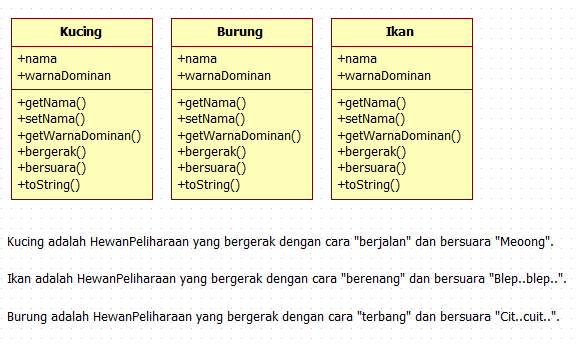 Kucing
+nama
+warnaDominan
+getNama()
+setNama()
+getWarnaDominan()
+bergerak()
+bersuara()
+toString()
Burung
+nama
+warnaDominan
+getNama()
+setNama()
+getWarnaDominan()
+bergerak()
+bersuara()
+toString()
Ikan
+nama
+warnaDominan
+getNama()
+setNama()
+getWarnaDominan()
+bergerak()
+bersuara()
+toString()
Kucing adalah HewanPeliharaan yang bergerak dengan cara "berjalan" dan bersuara "Meoong".
Ikan adalah HewanPeliharaan yang bergerak dengan cara "berenang" dan bersuara "Blep..blep..".
Burung adalah HewanPeliharaan yang bergerak dengan cara "terbang" dan bersuara "Cit..cuit..".